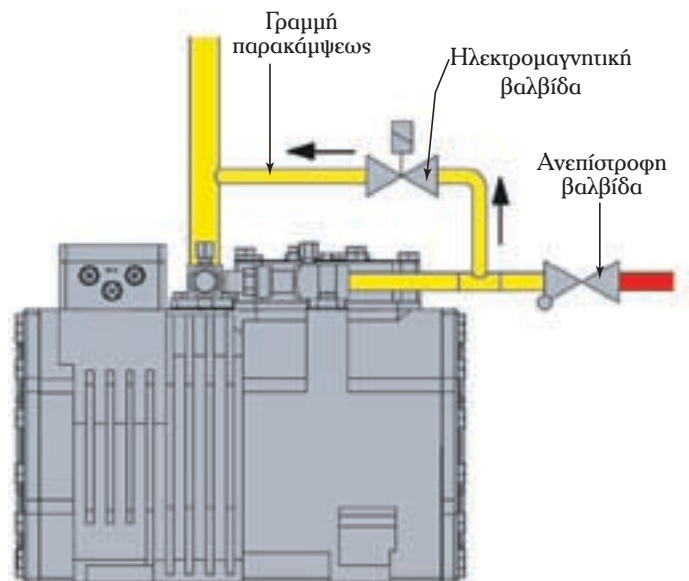 Γραμμή
παρακάμψεως
Ηλεκτρομαγνητική
βαλβίδα
Ανεπίστροφη
βαλβίδα